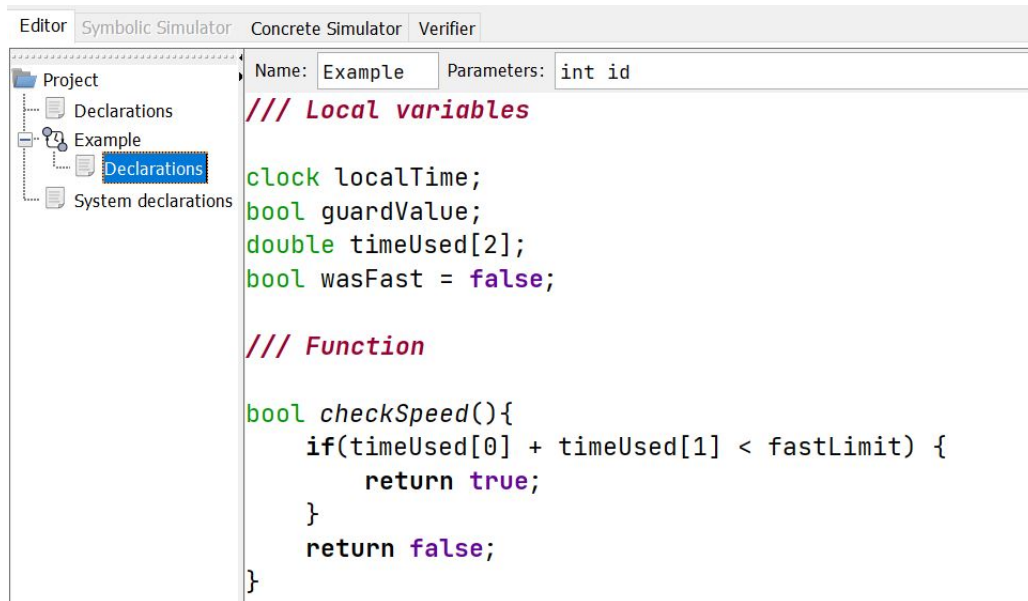 Editor Symbolic Simulator Concrete Simulator Verifier
Project
Declarations
Example
Declarations
System declarations
Name: Example Parameters: int id
/// Local variables
clock localTime;
bool guardValue;
double timeUsed[2];
bool wasFast = false;
/// Function
bool checkSpeed(){
    if(timeUsed[0] + timeUsed[1] < fastLimit) {
        return true;
    }
    return false;
}